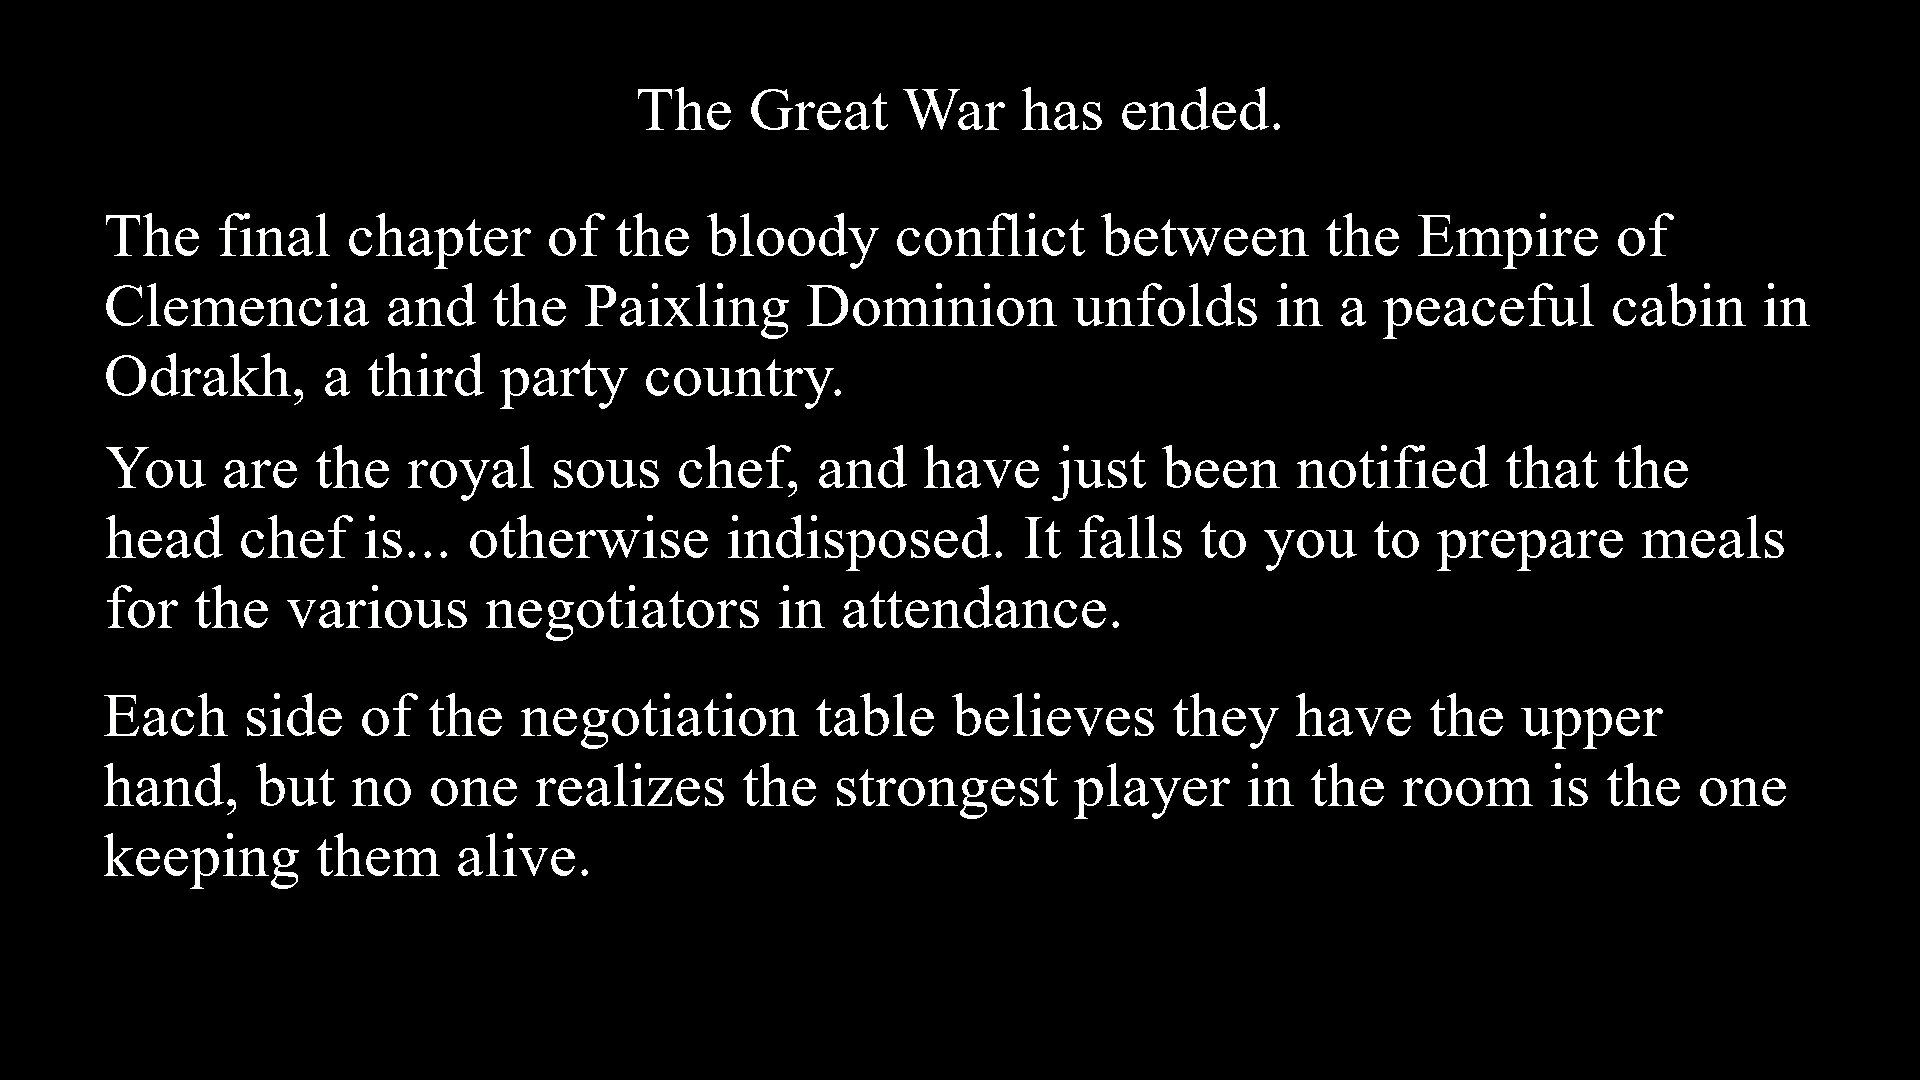 The Great War has ended.
The final chapter of the bloody conflict between the Empire of
Clemencia and the Paixling Dominion unfolds in a peaceful cabin in
Odrakh, a third party country.
You are the royal sous chef, and have just been notified that the
head chef is... otherwise indisposed. It falls to you to prepare meals
for the various negotiators in attendance.
Each side of the negotiation table believes they have the upper
hand, but no one realizes the strongest player in the room is the one
keeping them alive.